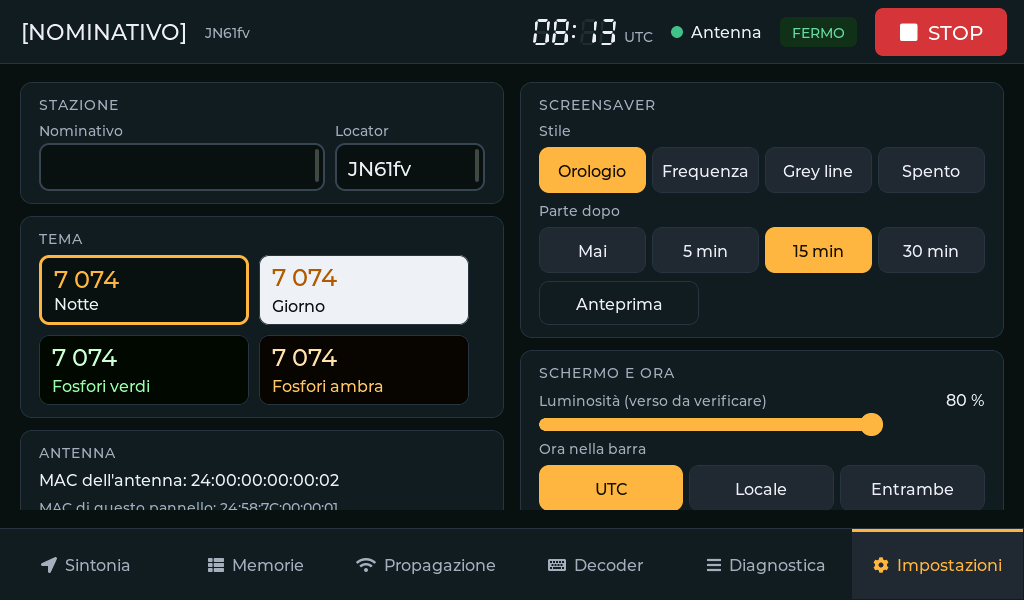 [NOMINATIVO] JN61fv 08:13 UTC Antenna FERMO STOP
STAZIONE
Nominativo Locator
JN61fv
TEMA
7 074
Notte
7 074
Giorno
7 074
Fosfori verdi
7 074
Fosfori ambra
ANTENNA
MAC dell'antenna: 24:00:00:00:00:02
MAC di questo pannello: 24:58:7C:00:00:01
SCREENSAVER
Stile
Orologio Frequenza Grey line Spento
Parte dopo
Mai 5 min 15 min 30 min
Anteprima
SCHERMO E ORA
Luminosità (verso da verificare) 80 %
Ora nella barra
UTC Locale Entrambe
Sintonia Memorie Propagazione Decoder Diagnostica Impostazioni